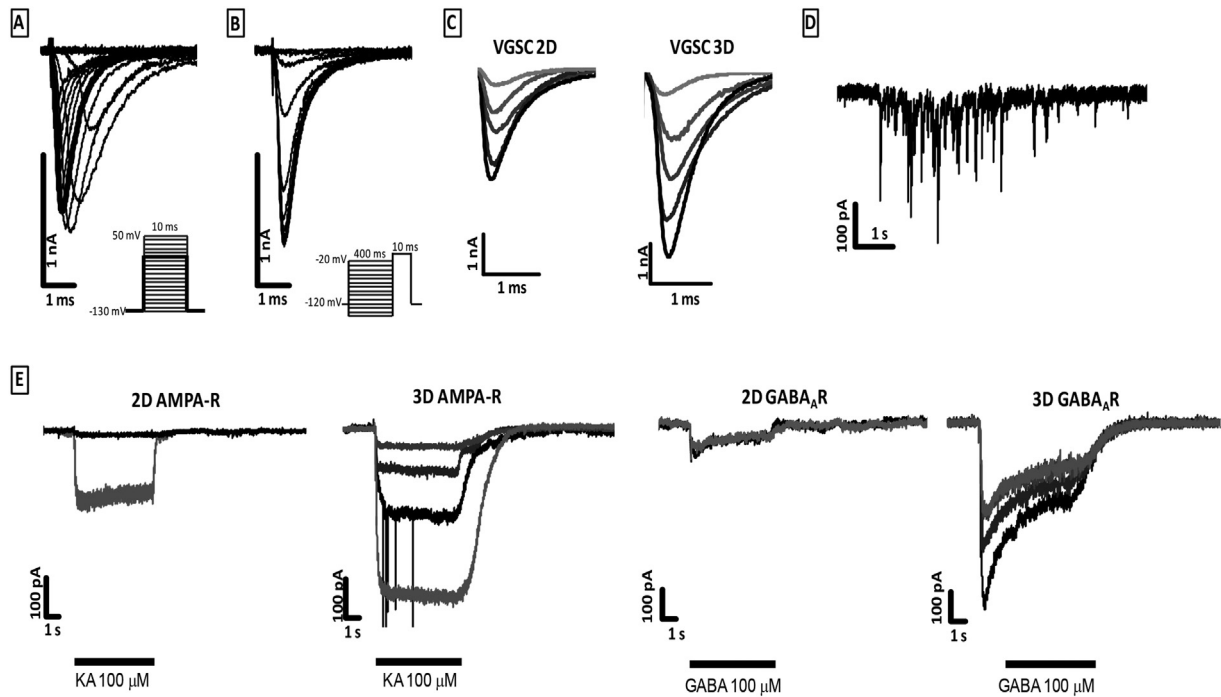 A
B
C
D
VGSC 2D
VGSC 3D
1 nA
1 ms
50 mV
10 ms
-130 mV
1 nA
1 ms
-20 mV
400 ms
10 ms
-120 mV
1 nA
1 ms
1 nA
1 ms
100 pA
1 s
E
2D AMPA-R
3D AMPA-R
2D GABAAR
3D GABAAR
100 pA
1 s
100 pA
1 s
100 pA
1 s
100 pA
1 s
KA 100 μM
KA 100 μM
GABA 100 μM
GABA 100 μM